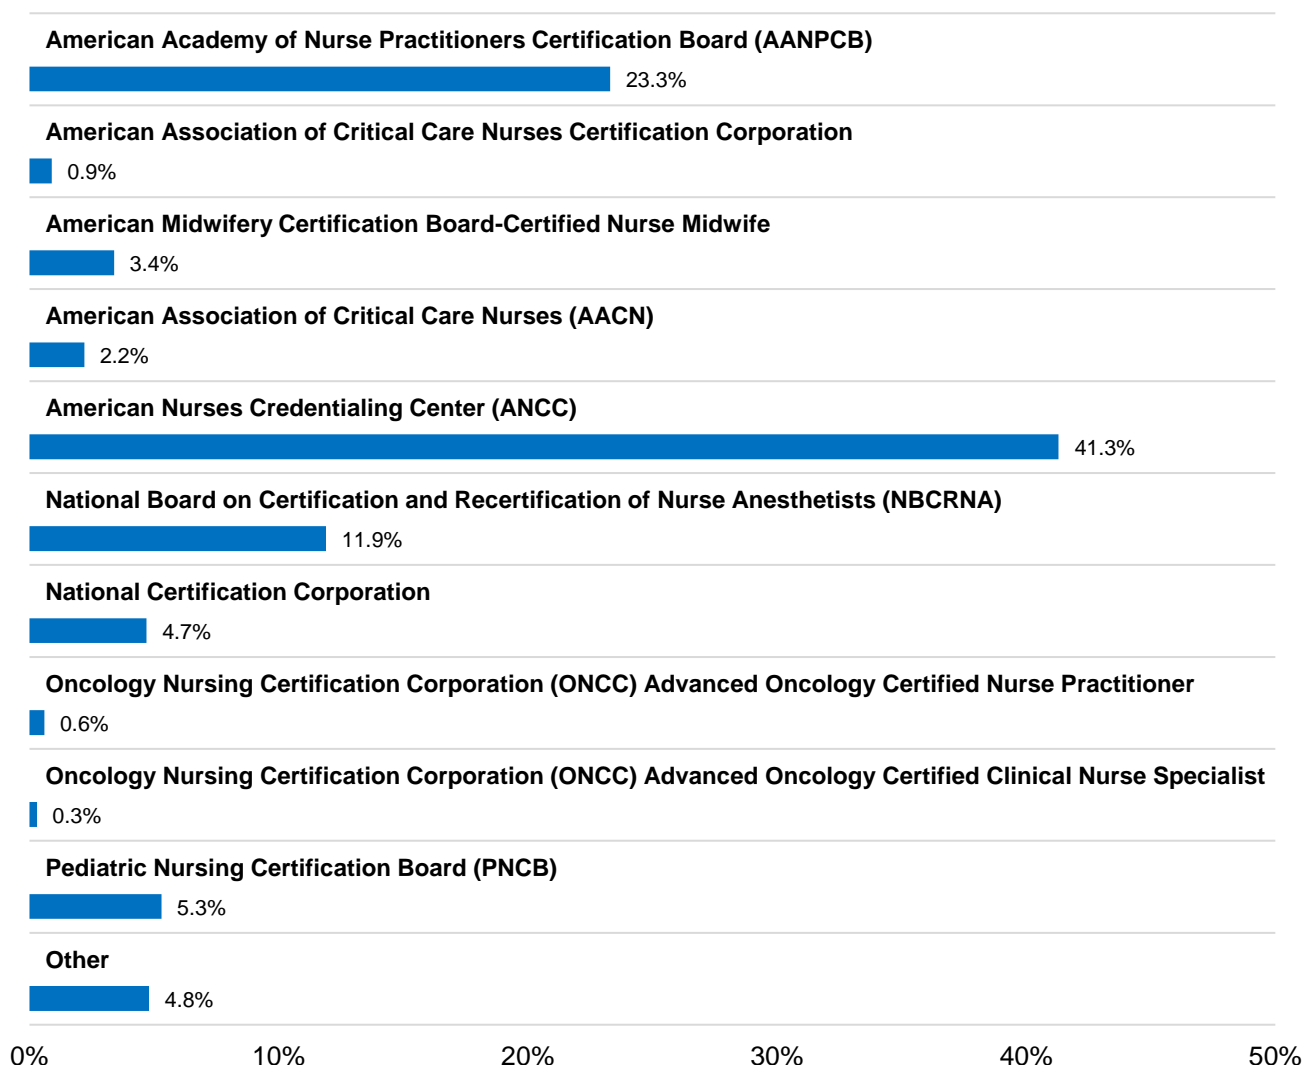 American Academy of Nurse Practitioners Certification Board (AANPCB)
23.3%
American Association of Critical Care Nurses Certification Corporation
0.9%
American Midwifery Certification Board-Certified Nurse Midwife
3.4%
American Association of Critical Care Nurses (AACN)
2.2%
American Nurses Credentialing Center (ANCC)
41.3%
National Board on Certification and Recertification of Nurse Anesthetists (NBCRNA)
11.9%
National Certification Corporation
4.7%
Oncology Nursing Certification Corporation (ONCC) Advanced Oncology Certified Nurse Practitioner
0.6%
Oncology Nursing Certification Corporation (ONCC) Advanced Oncology Certified Clinical Nurse Specialist
0.3%
Pediatric Nursing Certification Board (PNCB)
5.3%
Other
4.8%
0% 10% 20% 30% 40% 50%